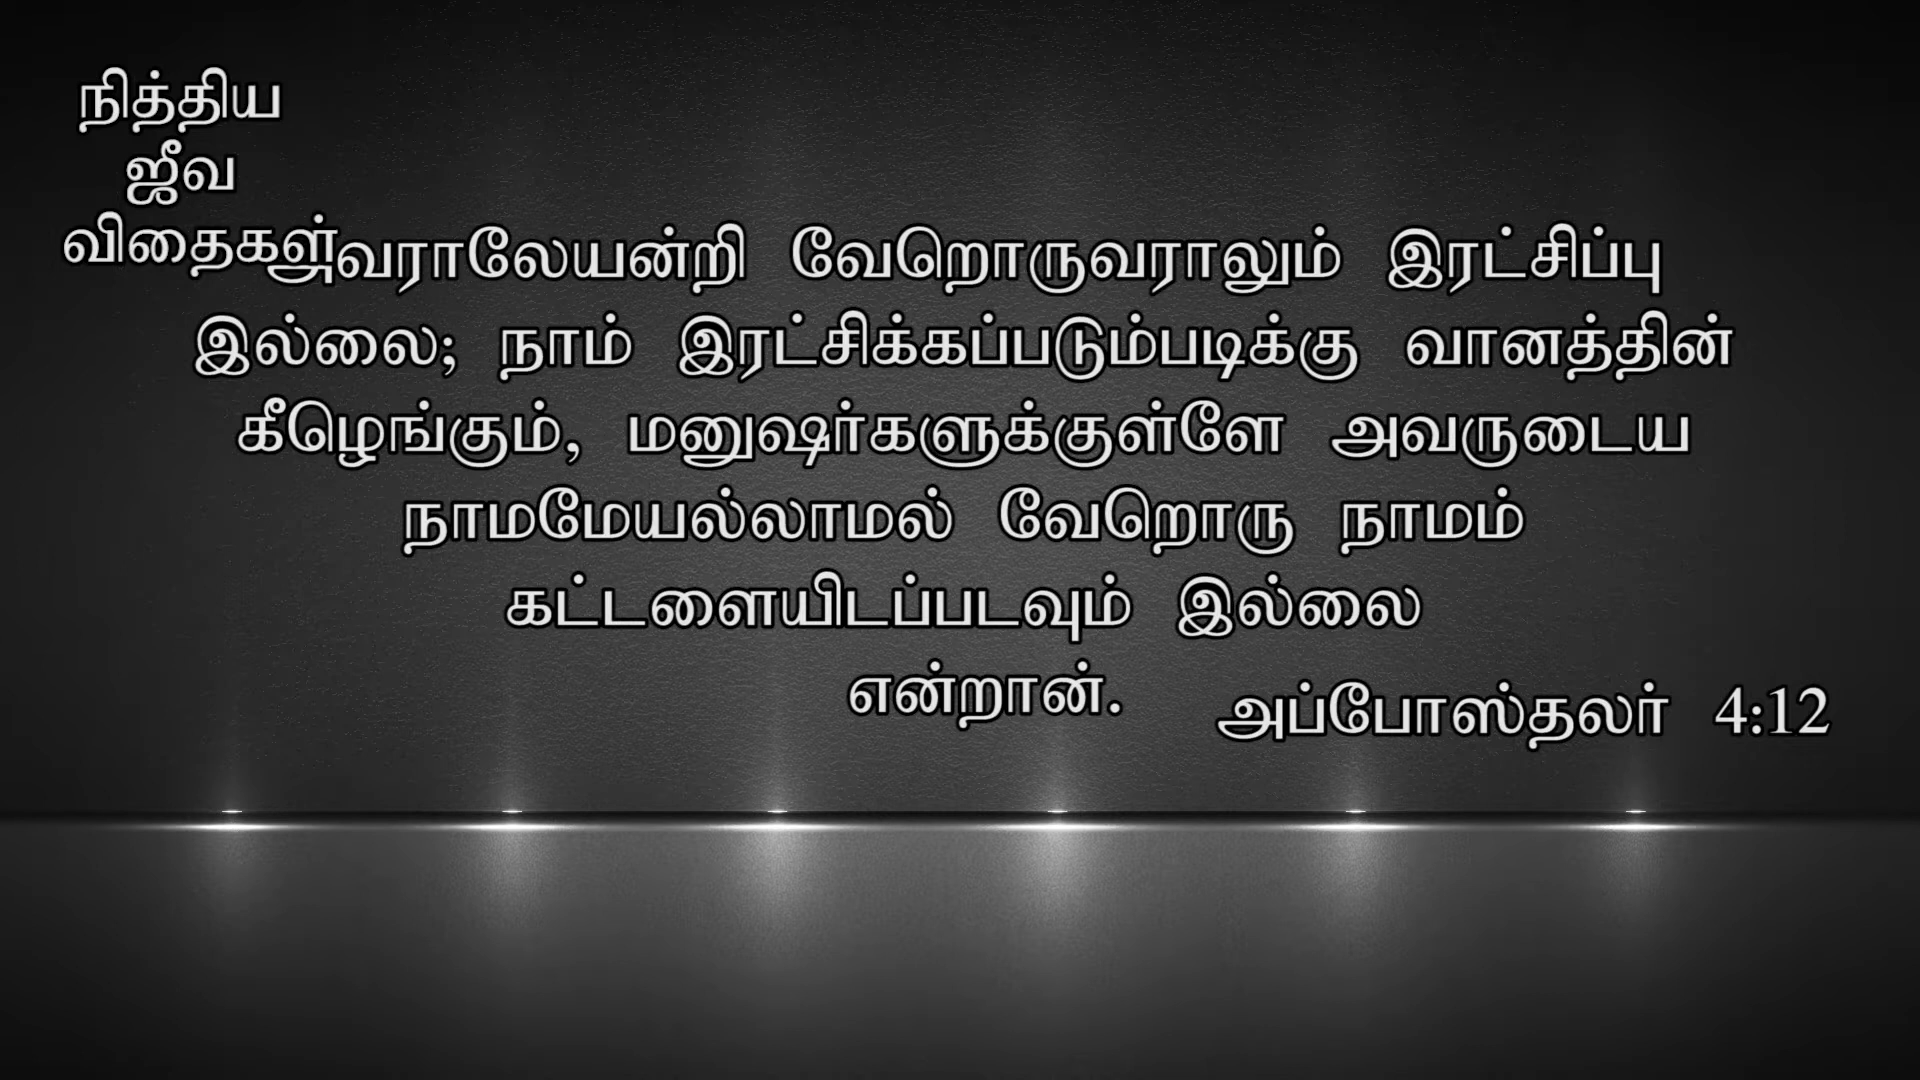 நித்திய
ஜீவ
விதைகள்
அவராலேயன்றி வேறொருவராலும் இரட்சிப்பு
இல்லை; நாம் இரட்சிக்கப்படும்படிக்கு வானத்தின்
கீழெங்கும், மனுஷர்களுக்குள்ளே அவருடைய
நாமமேயல்லாமல் வேறொரு நாமம்
கட்டளையிடப்படவும் இல்லை
என்றான்.
அப்போஸ்தலர் 4:12